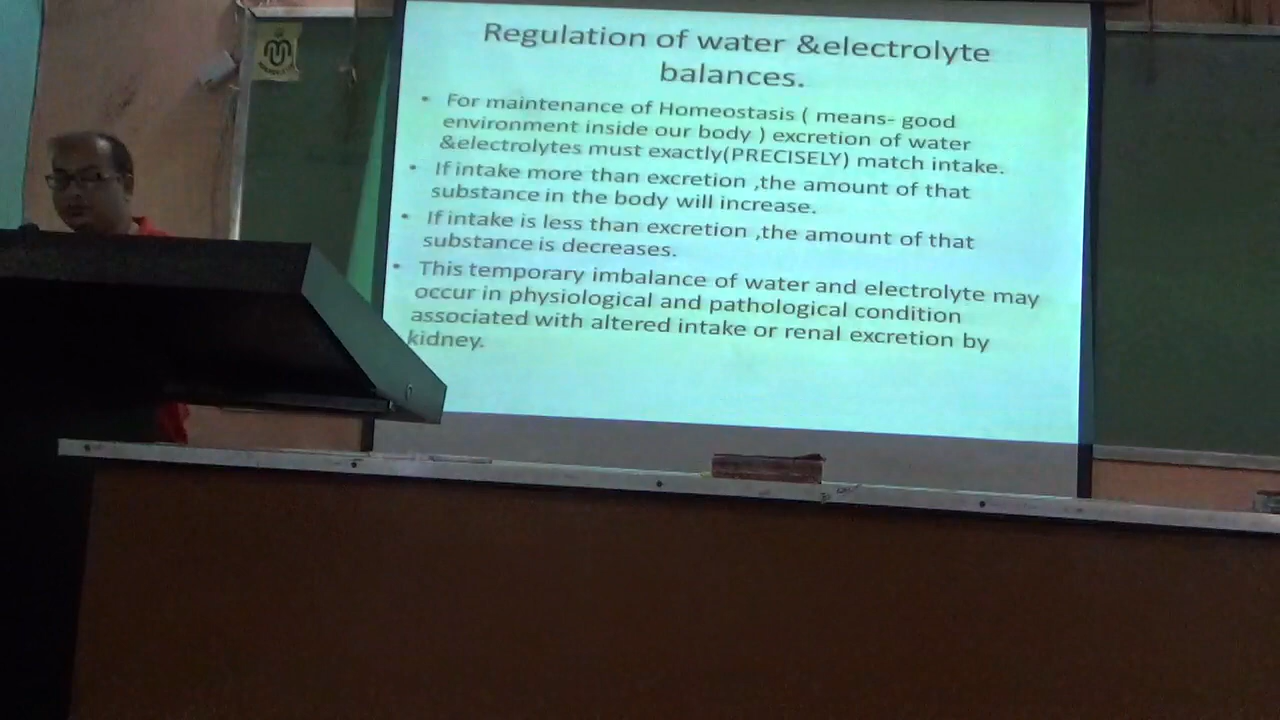 Regulation of water &electrolyte
balances.
• For maintenance of Homeostasis ( means- good
environment inside our body ) excretion of water
&electrolytes must exactly(PRECISELY) match intake.
• If intake more than excretion ,the amount of that
substance in the body will increase.
• If intake is less than excretion ,the amount of that
substance is decreases.
• This temporary imbalance of water and electrolyte may
occur in physiological and pathological condition
associated with altered intake or renal excretion by
kidney.